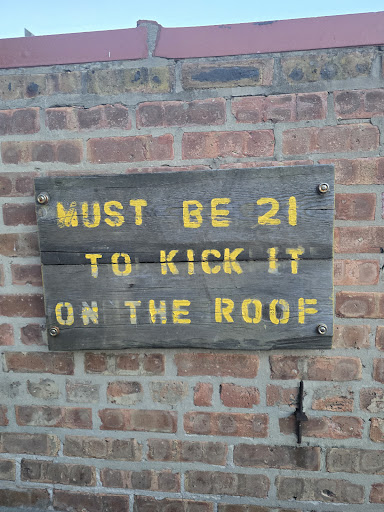 MUST BE 21
TO KICK IT
ON THE ROOF